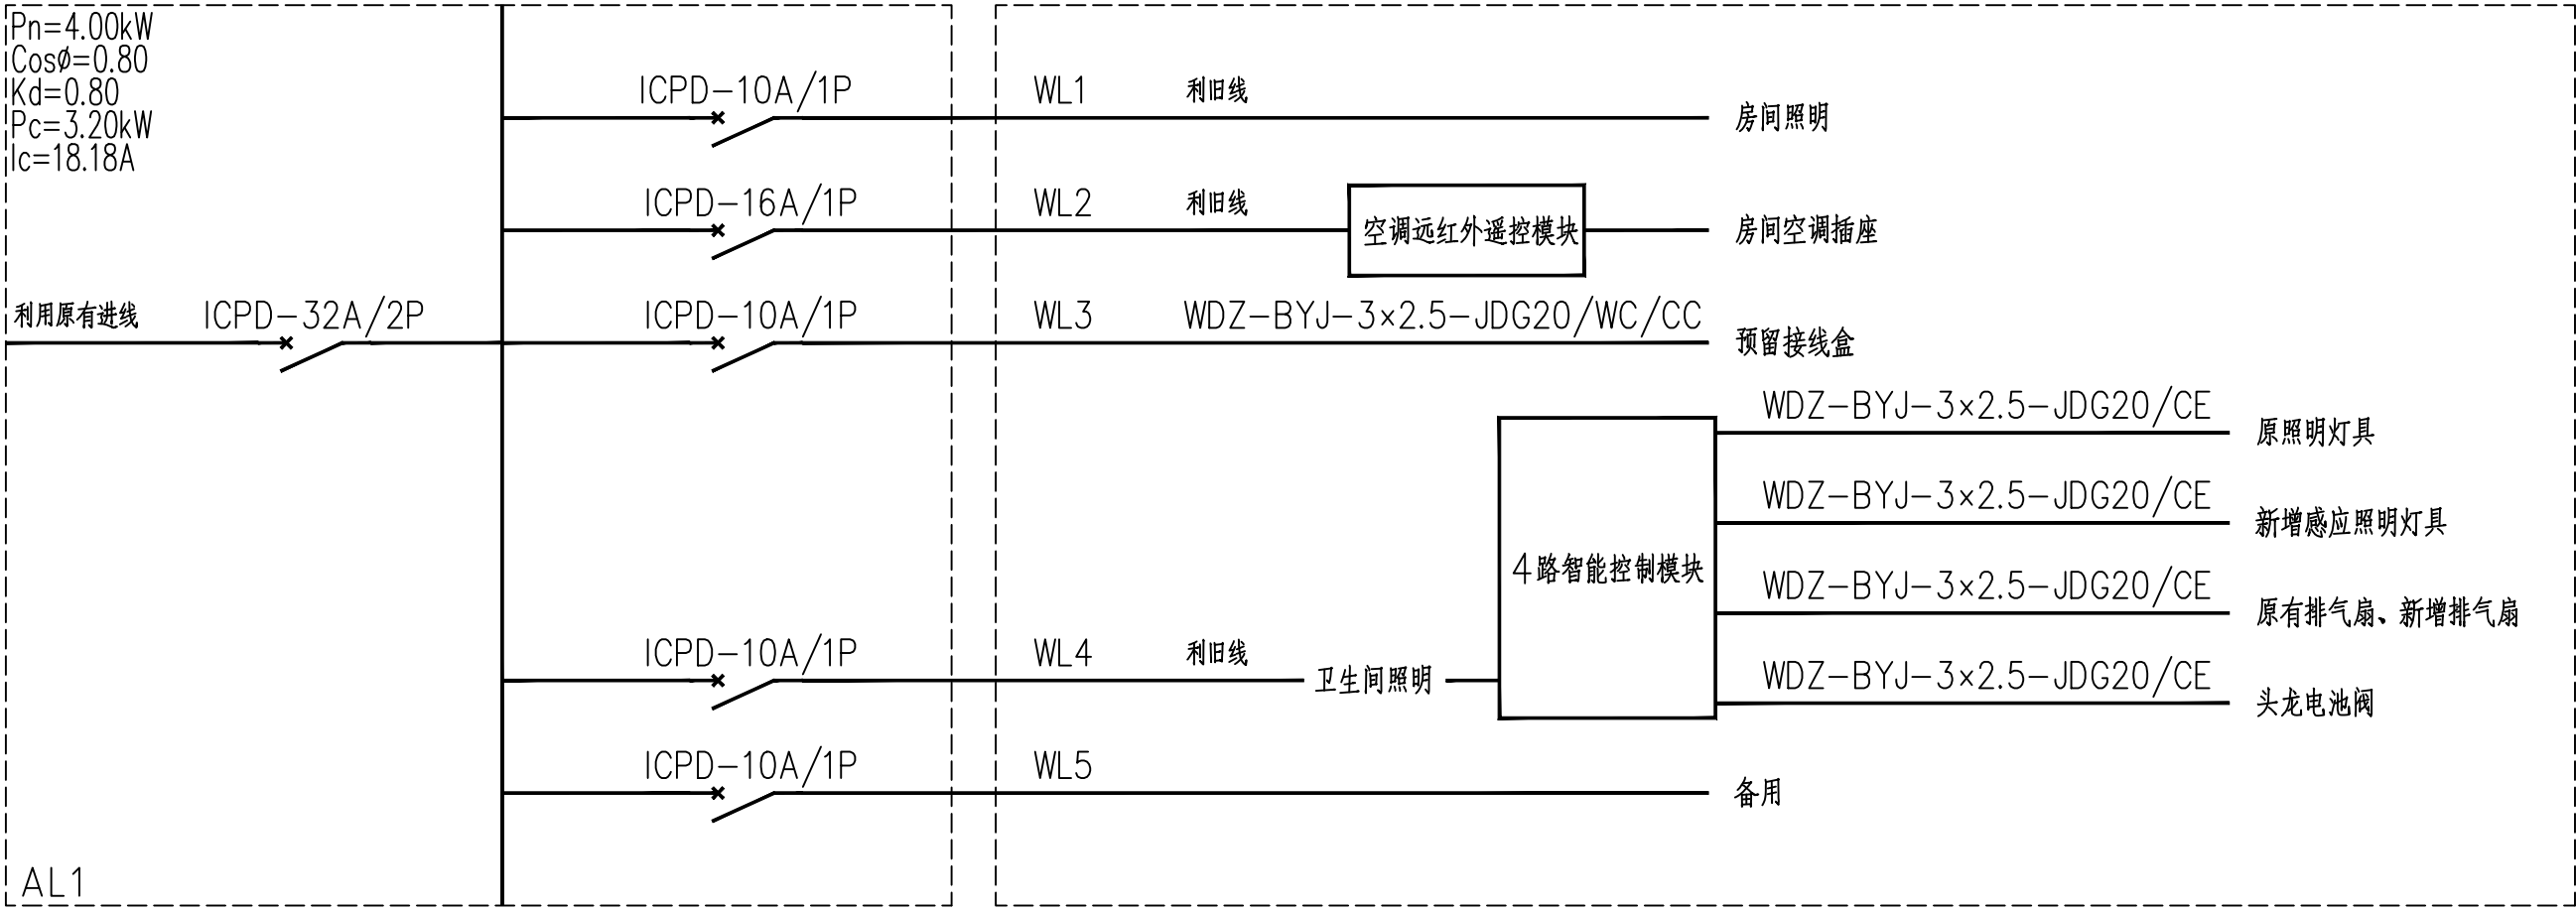 Pn=4.00kW
Cosø=0.80
Kd=0.80
Pc=3.20kW
Ic=18.18A
ICPD-10A/1P WL1 利旧线
房间照明
ICPD-16A/1P WL2 利旧线
空调远红外遥控模块 房间空调插座
利用原有进线 ICPD-32A/2P ICPD-10A/1P WL3 WDZ-BYJ-3×2.5-JDG20/WC/CC
预留接线盒
WDZ-BYJ-3×2.5-JDG20/CE
原照明灯具
WDZ-BYJ-3×2.5-JDG20/CE
新增感应照明灯具
4路智能控制模块
WDZ-BYJ-3×2.5-JDG20/CE
原有排气扇、新增排气扇
ICPD-10A/1P WL4 利旧线
卫生间照明
WDZ-BYJ-3×2.5-JDG20/CE
头龙电池阀
ICPD-10A/1P WL5
备用
AL1